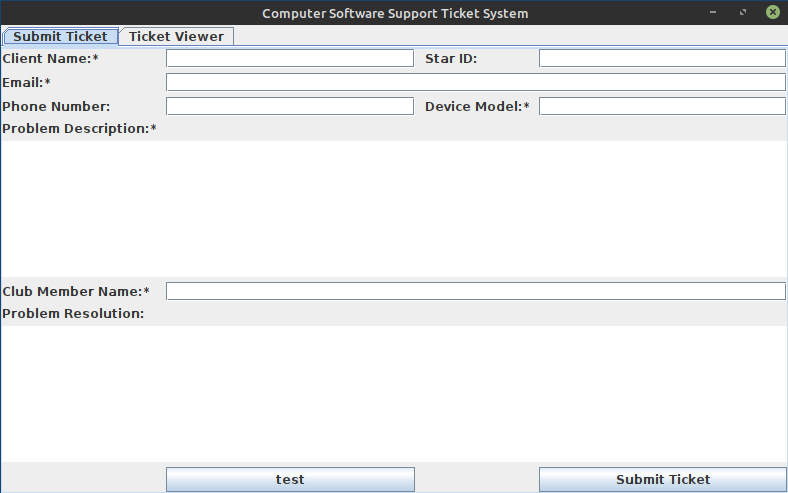 Computer Software Support Ticket System
Submit Ticket Ticket Viewer
Client Name:* Star ID:
Email:*
Phone Number: Device Model:*
Problem Description:*
Club Member Name:*
Problem Resolution:
test Submit Ticket